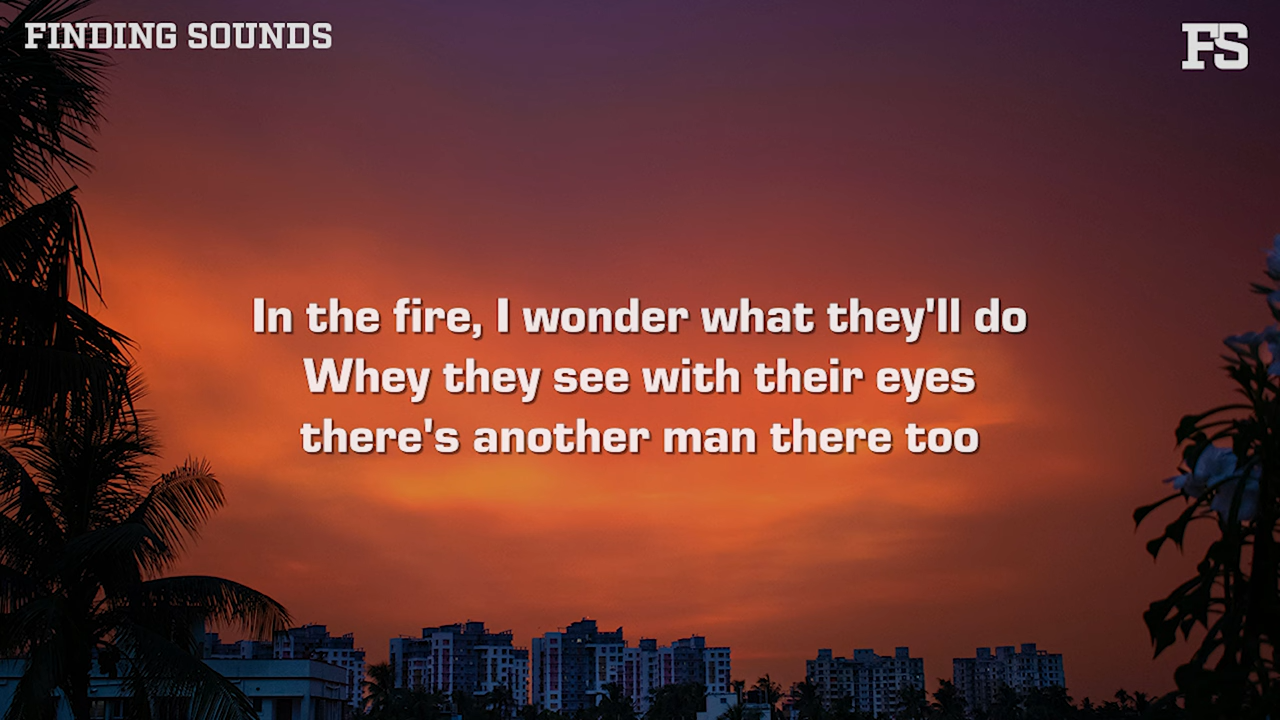 FINDING SOUNDS
FS
In the fire, I wonder what they'll do
Whey they see with their eyes
there's another man there too